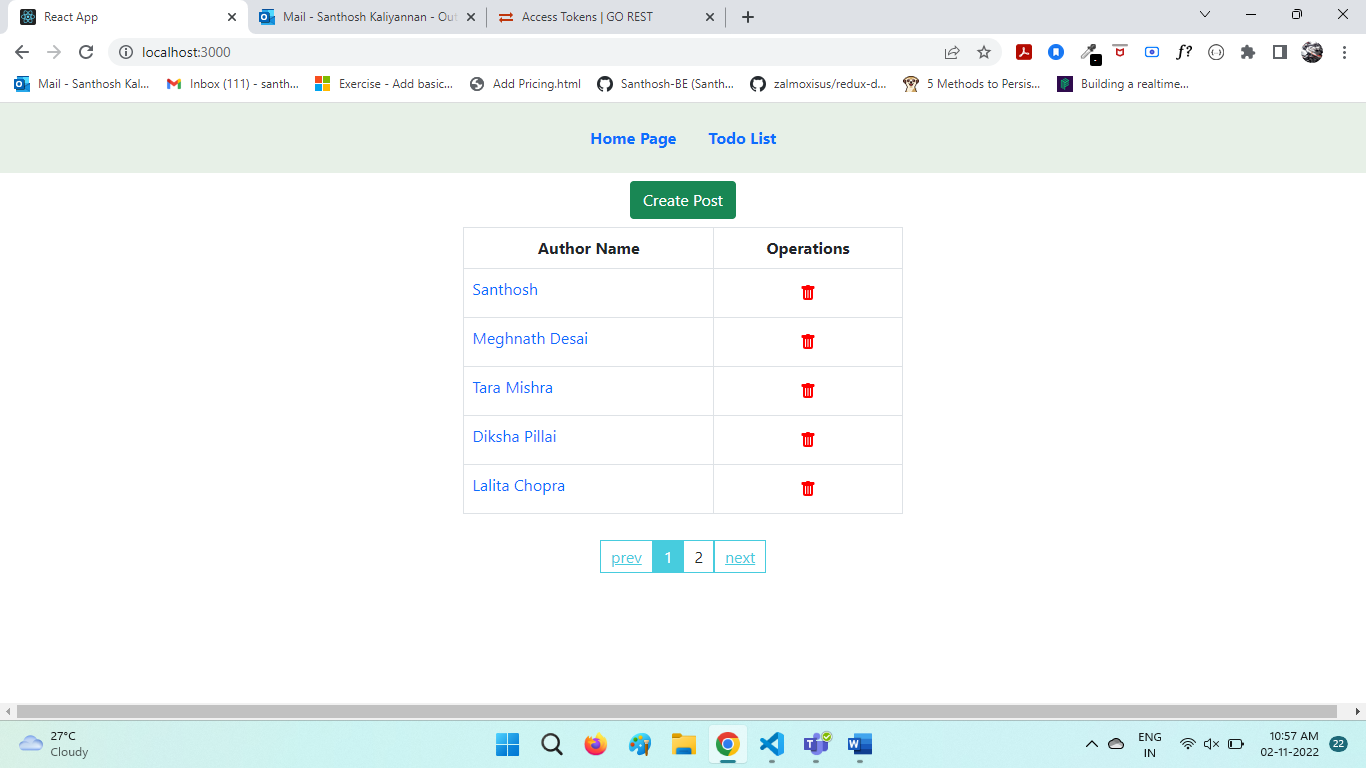 React App
Mail - Santhosh Kaliyannan - Out
Access Tokens | GO REST
localhost:3000
f?
Mail - Santhosh Kal...
Inbox (111) - santh...
Exercise - Add basic...
Add Pricing.html
Santhosh-BE (Santh...
zalmoxisus/redux-d...
5 Methods to Persis...
Building a realtime...
Home Page
Todo List
Create Post
Author Name
Operations
Santhosh
Meghnath Desai
Tara Mishra
Diksha Pillai
Lalita Chopra
prev 1 2 next
27°C
Cloudy
ENG
IN
10:57 AM
02-11-2022
22